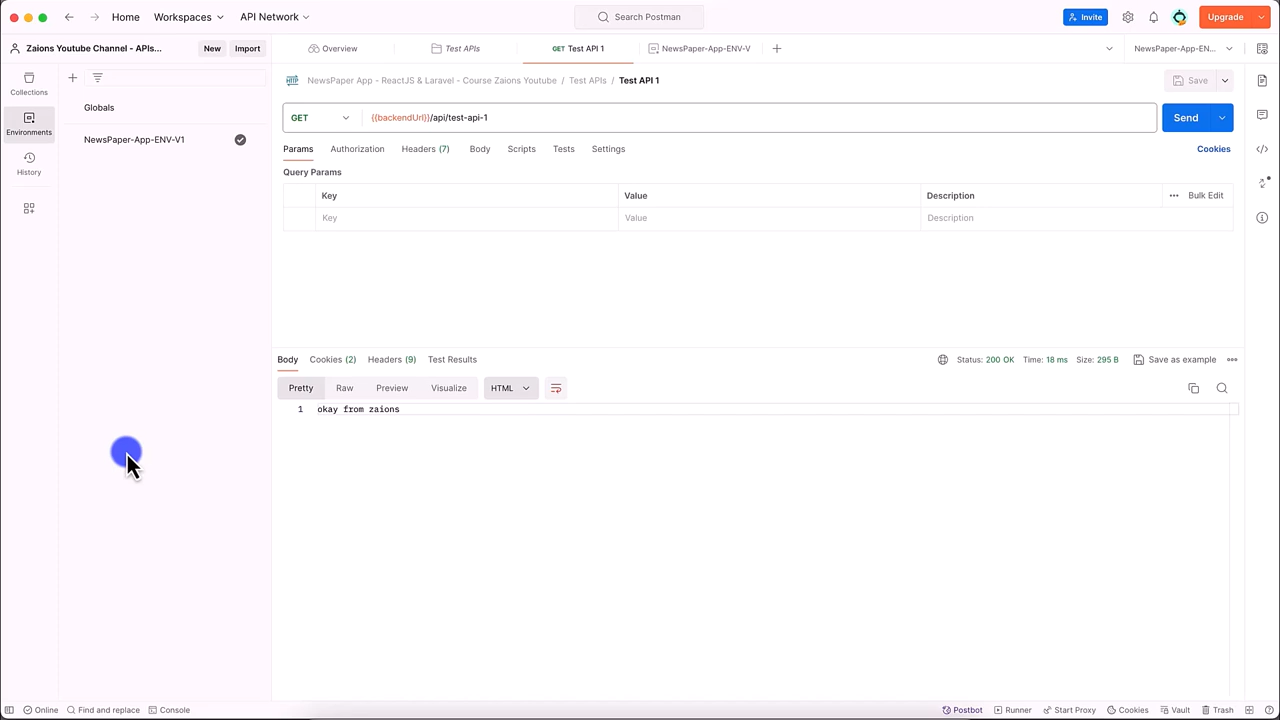 Home Workspaces API Network Search Postman Invite Upgrade
Zaions Youtube Channel - APIs... New Import Overview Test APIs GET Test API 1 NewsPaper-App-ENV-V NewsPaper-App-EN...
Collections
Environments
History
Globals
NewsPaper-App-ENV-V1
HTTP NewsPaper App - ReactJS & Laravel - Course Zaions Youtube / Test APIs / Test API 1 Save
GET {{backendUrl}}/api/test-api-1 Send
Params Authorization Headers (7) Body Scripts Tests Settings Cookies
Query Params
Key Value Description Bulk Edit
Key Value Description
Body Cookies (2) Headers (9) Test Results Status: 200 OK Time: 18 ms Size: 295 B Save as example
Pretty Raw Preview Visualize HTML
1 okay from zaions
Online Find and replace Console Postbot Runner Start Proxy Cookies Vault Trash